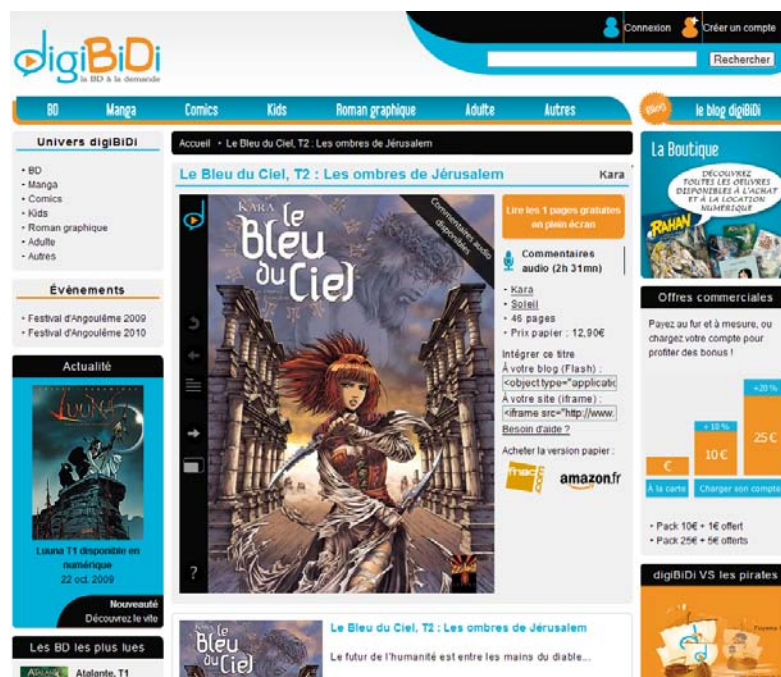 Connexion
Créer un compte
digiBiDi
la BD à la demande
Rechercher
BD Manga Comics Kids Roman graphique Adulte Autres
Blog
le blog digiBiDi
Univers digiBiDi
• BD
• Manga
• Comics
• Kids
• Roman graphique
• Adulte
• Autres
Évènements
• Festival d'Angoulême 2009
• Festival d'Angoulême 2010
Actualité
LUUNA
Luuna T1 disponible en
numérique
22 oct. 2009
Nouveauté
Découvrez le vite
Les BD les plus lues
Atalante, T1
Accueil • Le Bleu du Ciel, T2 : Les ombres de Jérusalem
Le Bleu du Ciel, T2 : Les ombres de Jérusalem
Kara
KARA
le
Bleu
du Ciel
Commentaires audio
disponibles
?
Lire les 1 pages gratuites
en plein écran
Commentaires
audio (2h 31mn)
• Kara
• Soleil
• 46 pages
• Prix papier : 12,90€
Intégrer ce titre
À votre blog (Flash) :
<object type="applicatic
À votre site (iframe) :
<iframe src="http://www.
Besoin d'aide ?
Acheter la version papier :
fnac.com
amazon.fr
KARA
le
Bleu
du Ciel
Le Bleu du Ciel, T2 : Les ombres de Jérusalem
Le futur de l'humanité est entre les mains du diable...
La Boutique
DÉCOUVREZ
TOUTES LES OEUVRES
DISPONIBLES À L'ACHAT
ET À LA LOCATION
NUMÉRIQUE
RAHAN
Offres commerciales
Payez au fur et à mesure, ou
chargez votre compte pour
profiter des bonus !
+20 %
+ 10 %
25€
10€
€
À la carte
Charger son compte
• Pack 10€ + 1€ offert
• Pack 25€ + 5€ offerts
digiBiDi VS les pirates